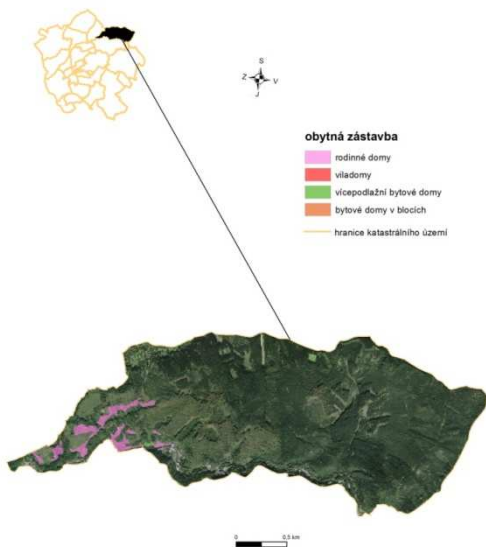 S
Z
V
J
obytná zástavba
rodinné domy
viladomy
vícepodlažní bytové domy
bytové domy v blocích
hranice katastrálního území
0
0,5 km